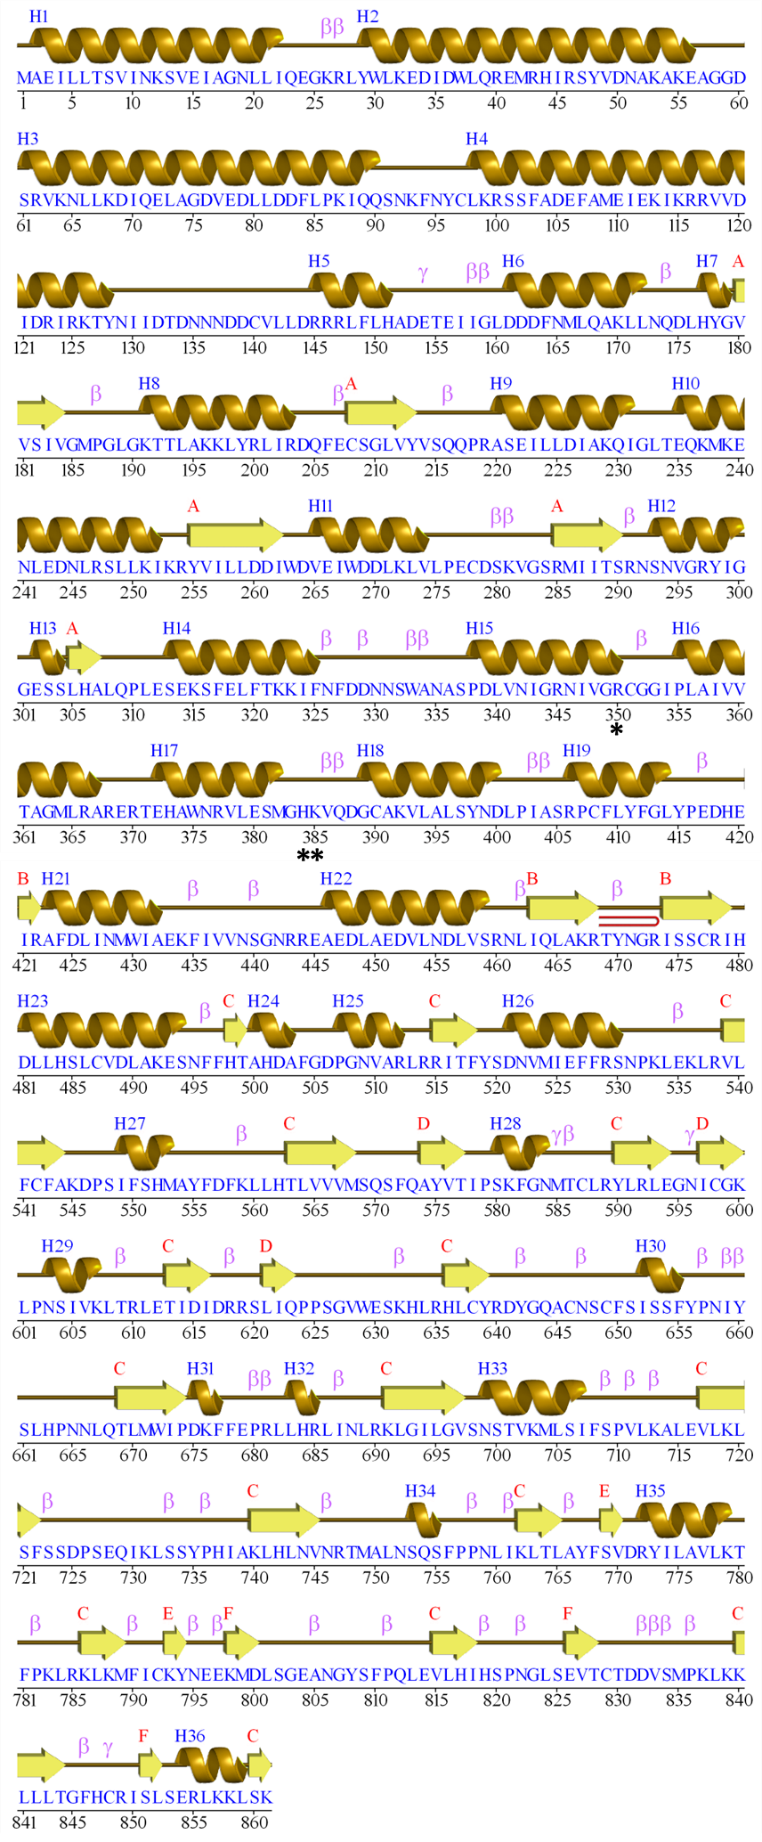 H1 ββ H2
MAEILLTSVINKSVEIAGNLLIQEGKRLYWLKEDIDWLQREMRHIRSYVDNAKAKEAGGD
1 5 10 15 20 25 30 35 40 45 50 55 60
H3 H4
SRVKNLLKDIQELAGDVEDLLDDFLPKIQQSNKFNYCLKRSSFADEFAMEIEKIKRRVVD
61 65 70 75 80 85 90 95 100 105 110 115 120
H5 γ ββ H6 β H7 A
IDRIRKTYNIIDTDNNNDDCVLLDRRRLFLHADETEIIGLDDDFNMLQAKLLNQDLHYGV
121 125 130 135 140 145 150 155 160 165 170 175 180
β H8 β A β H9 H10
VSIVGMPGLGKTTLAKKLYRLIRDQFECSGLVYVSQQPRASEILLDIAKQIGLTEQKMKE
181 185 190 195 200 205 210 215 220 225 230 235 240
A H11 ββ A β H12
NLEDNLRSLLKIKRYVILLDDIWDVEIWDDLKLVLPECDSKVGSRMIITSRNSNVGRYIG
241 245 250 255 260 265 270 275 280 285 290 295 300
H13 A H14 β β ββ H15 β H16
GESSLHALQPLESEKSFELFTKKIFNFDDNNSWANASPDLVNIGRNIVGRCGGIPLAIVV
301 305 310 315 320 325 330 335 340 345 350 355 360
*
H17 ββ H18 ββ H19 β
TAGMLRARERTEHAWNRVLESMGHKVQDGCAKVLALSYNDLPIASRPCFLYFGLYPEDHE
361 365 370 375 380 385 390 395 400 405 410 415 420
**
B H21 β β H22 β B β B
IRAFDLINMWIAEKFIVVNSGNRREAEDLAEDVLNDLVSRNLIQLAKRTYNGRISSCRIH
421 425 430 435 440 445 450 455 460 465 470 475 480
H23 β C H24 H25 C H26 β C
DLLHSLCVDLAKESNFFHTAHDAFGDPGNVARLRRITFYSDNVMIEFFRSNPKLEKLRVL
481 485 490 495 500 505 510 515 520 525 530 535 540
H27 β C D H28 γβ C γ D
FCFAKDPSIFSHMAYFDFKLLHTLVVVMSQSFQAYVTIPSKFGNMTCLRYLRLEGNICGK
541 545 550 555 560 565 570 575 580 585 590 595 600
H29 β C β D β C β β H30 β ββ
LPNSIVKLTRLETIDIDRRSLIQPPSGVWESKHLRHLCYRDYGQACNSCFSISSFYPNIY
601 605 610 615 620 625 630 635 640 645 650 655 660
C H31 ββ H32 β C H33 β β β C
SLHPNNLQTLMWIPDKFFEPRLLHRLINLRKLGILGVSNSTVKMLSIFSPVLKALEVLKL
661 665 670 675 680 685 690 695 700 705 710 715 720
β β β C β H34 β β C β E H35
SFSSDPSEQIKLSSYPHIAKLHLNVNRTMALNSQSFPPNLIKLTLAYFSVDRYILAVLKT
721 725 730 735 740 745 750 755 760 765 770 775 780
β C β E β β F β β C β β F βββ β C
FPKLRKLKMFICKYNEEKMDLSGEANGYSFPQLEVLHIHSPNGLSEVTCTDDVSMPKLKK
781 785 790 795 800 805 810 815 820 825 830 835 840
β γ F H36 C
LLLTGFHCRISLSERLKKLSK
841 845 850 855 860